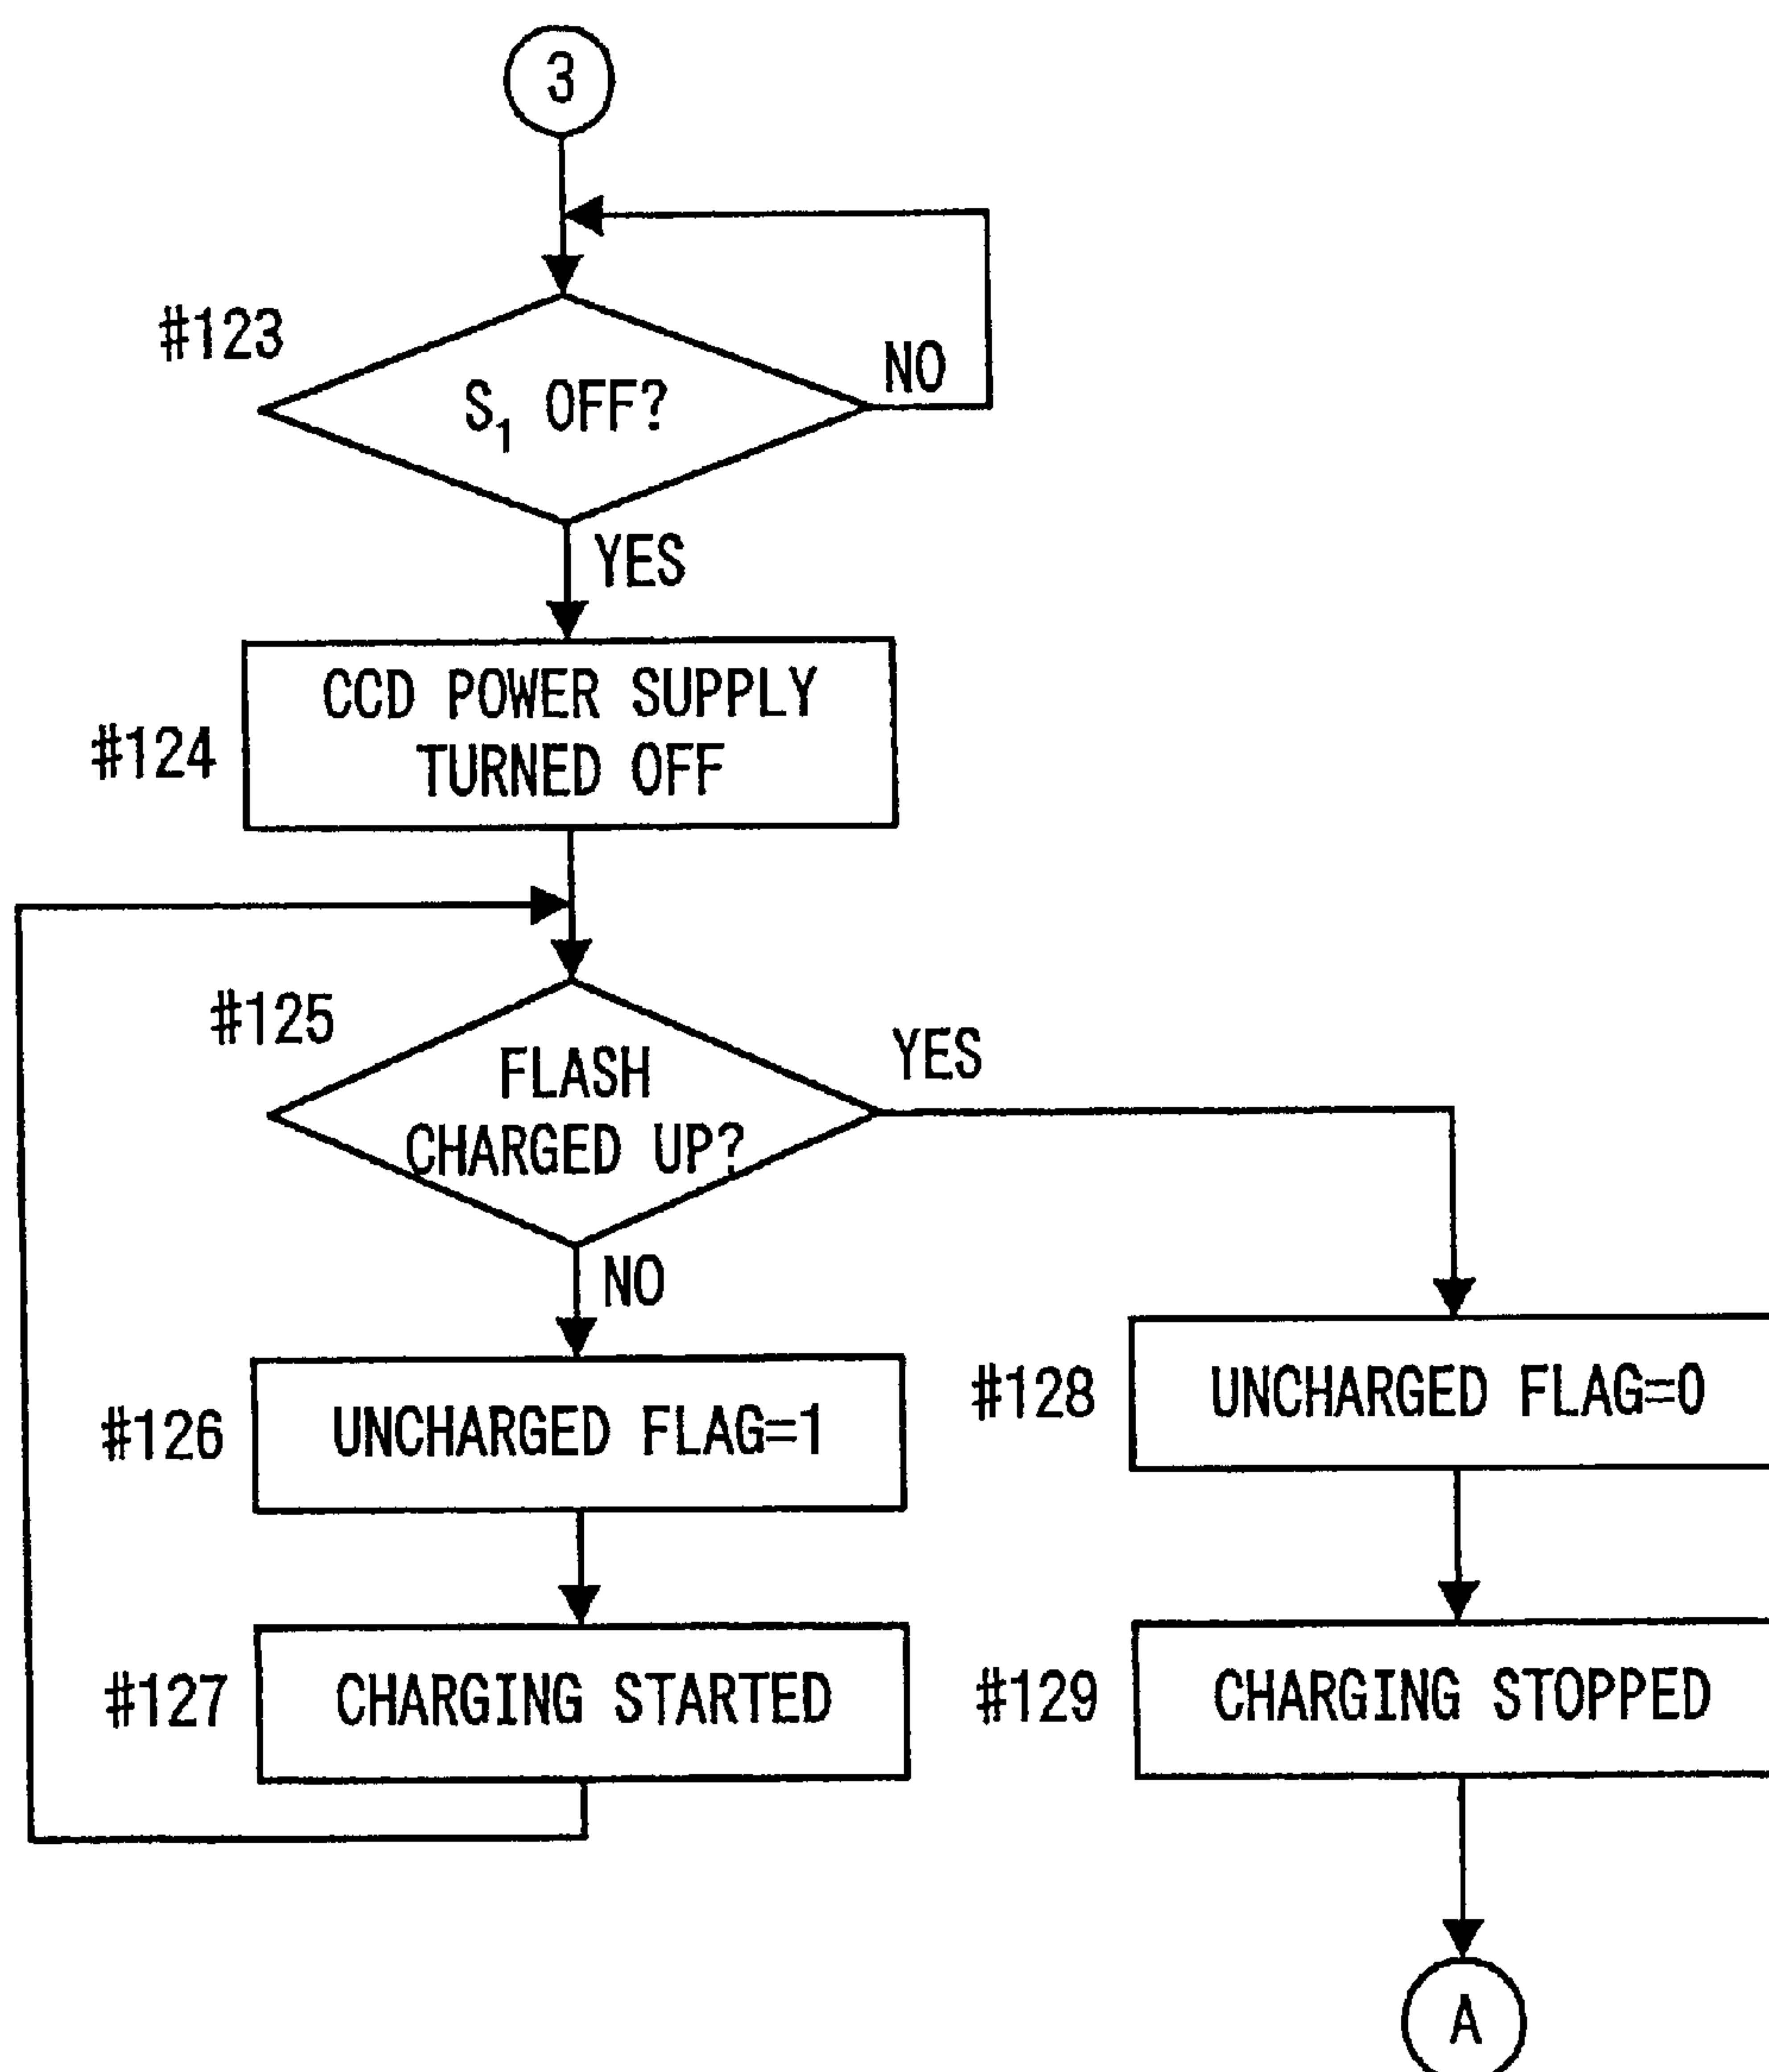 3
#123
S₁ OFF?
NO
YES
#124
CCD POWER SUPPLY
TURNED OFF
#125
FLASH
CHARGED UP?
YES
NO
#126
UNCHARGED FLAG=1
#128
UNCHARGED FLAG=0
#127
CHARGING STARTED
#129
CHARGING STOPPED
A